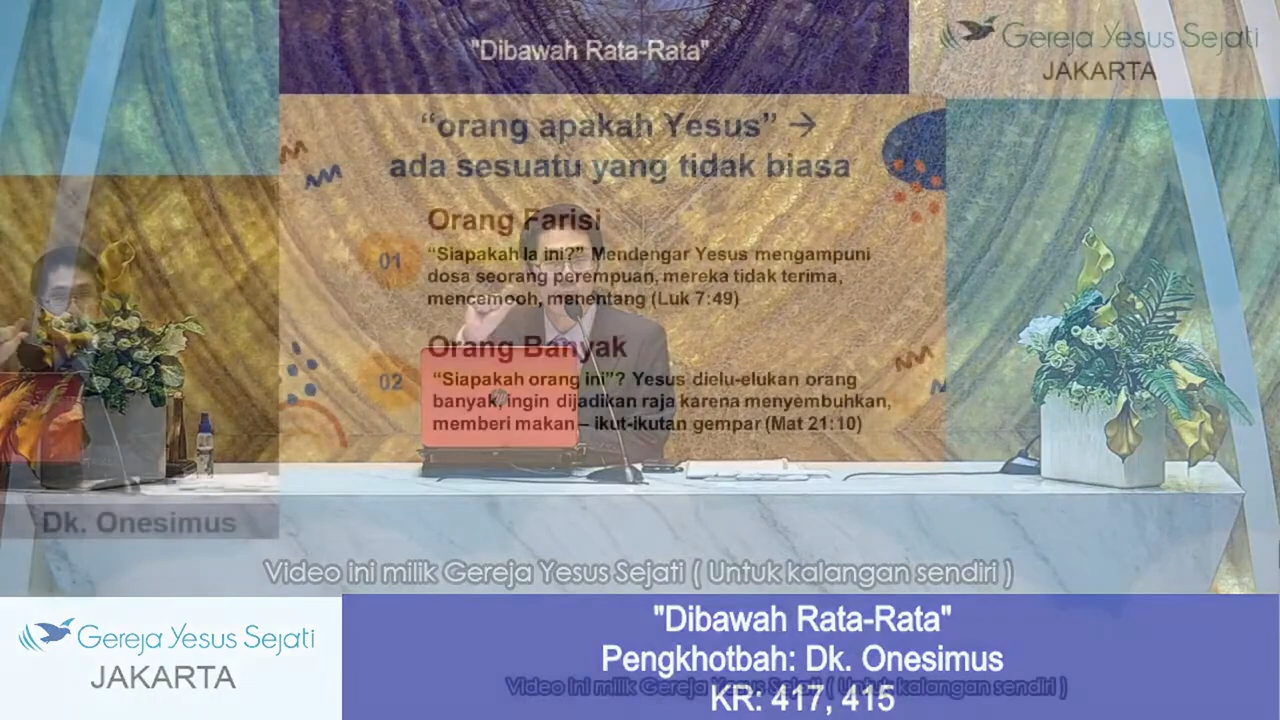 "Dibawah Rata-Rata"
Gereja Yesus Sejati
JAKARTA
“orang apakah Yesus” →
ada sesuatu yang tidak biasa
Orang Farisi
01
“Siapakah Ia ini?” Mendengar Yesus mengampuni
dosa seorang perempuan, mereka tidak terima,
mencemooh, menentang (Luk 7:49)
Orang Banyak
02
“Siapakah orang ini”? Yesus dielu-elukan orang
banyak, ingin dijadikan raja karena menyembuhkan,
memberi makan – ikut-ikutan gempar (Mat 21:10)
Dk. Onesimus
Video ini milik Gereja Yesus Sejati ( Untuk kalangan sendiri )
Gereja Yesus Sejati
JAKARTA
"Dibawah Rata-Rata"
Pengkhotbah: Dk. Onesimus
Video ini milik Gereja Yesus Sejati ( Untuk kalangan sendiri )
KR: 417, 415